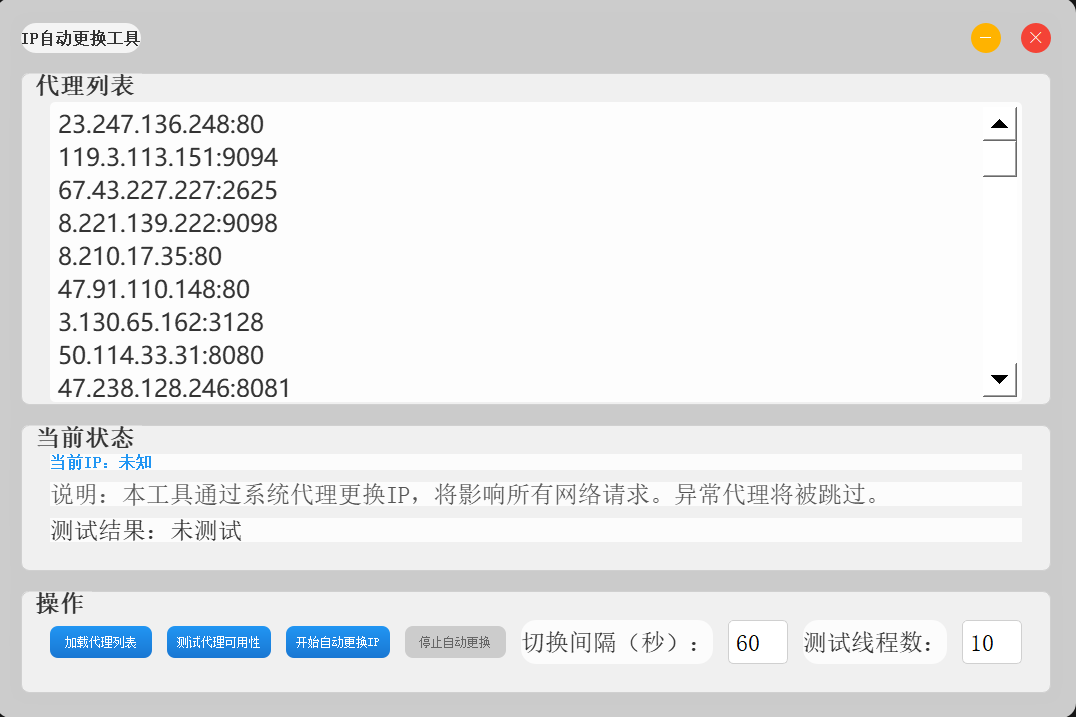 IP自动更换工具
代理列表
23.247.136.248:80
119.3.113.151:9094
67.43.227.227:2625
8.221.139.222:9098
8.210.17.35:80
47.91.110.148:80
3.130.65.162:3128
50.114.33.31:8080
47.238.128.246:8081
当前状态
当前IP：未知
说明：本工具通过系统代理更换IP，将影响所有网络请求。异常代理将被跳过。
测试结果：未测试
操作
加载代理列表 测试代理可用性 开始自动更换IP 停止自动更换 切换间隔（秒）： 60 测试线程数： 10